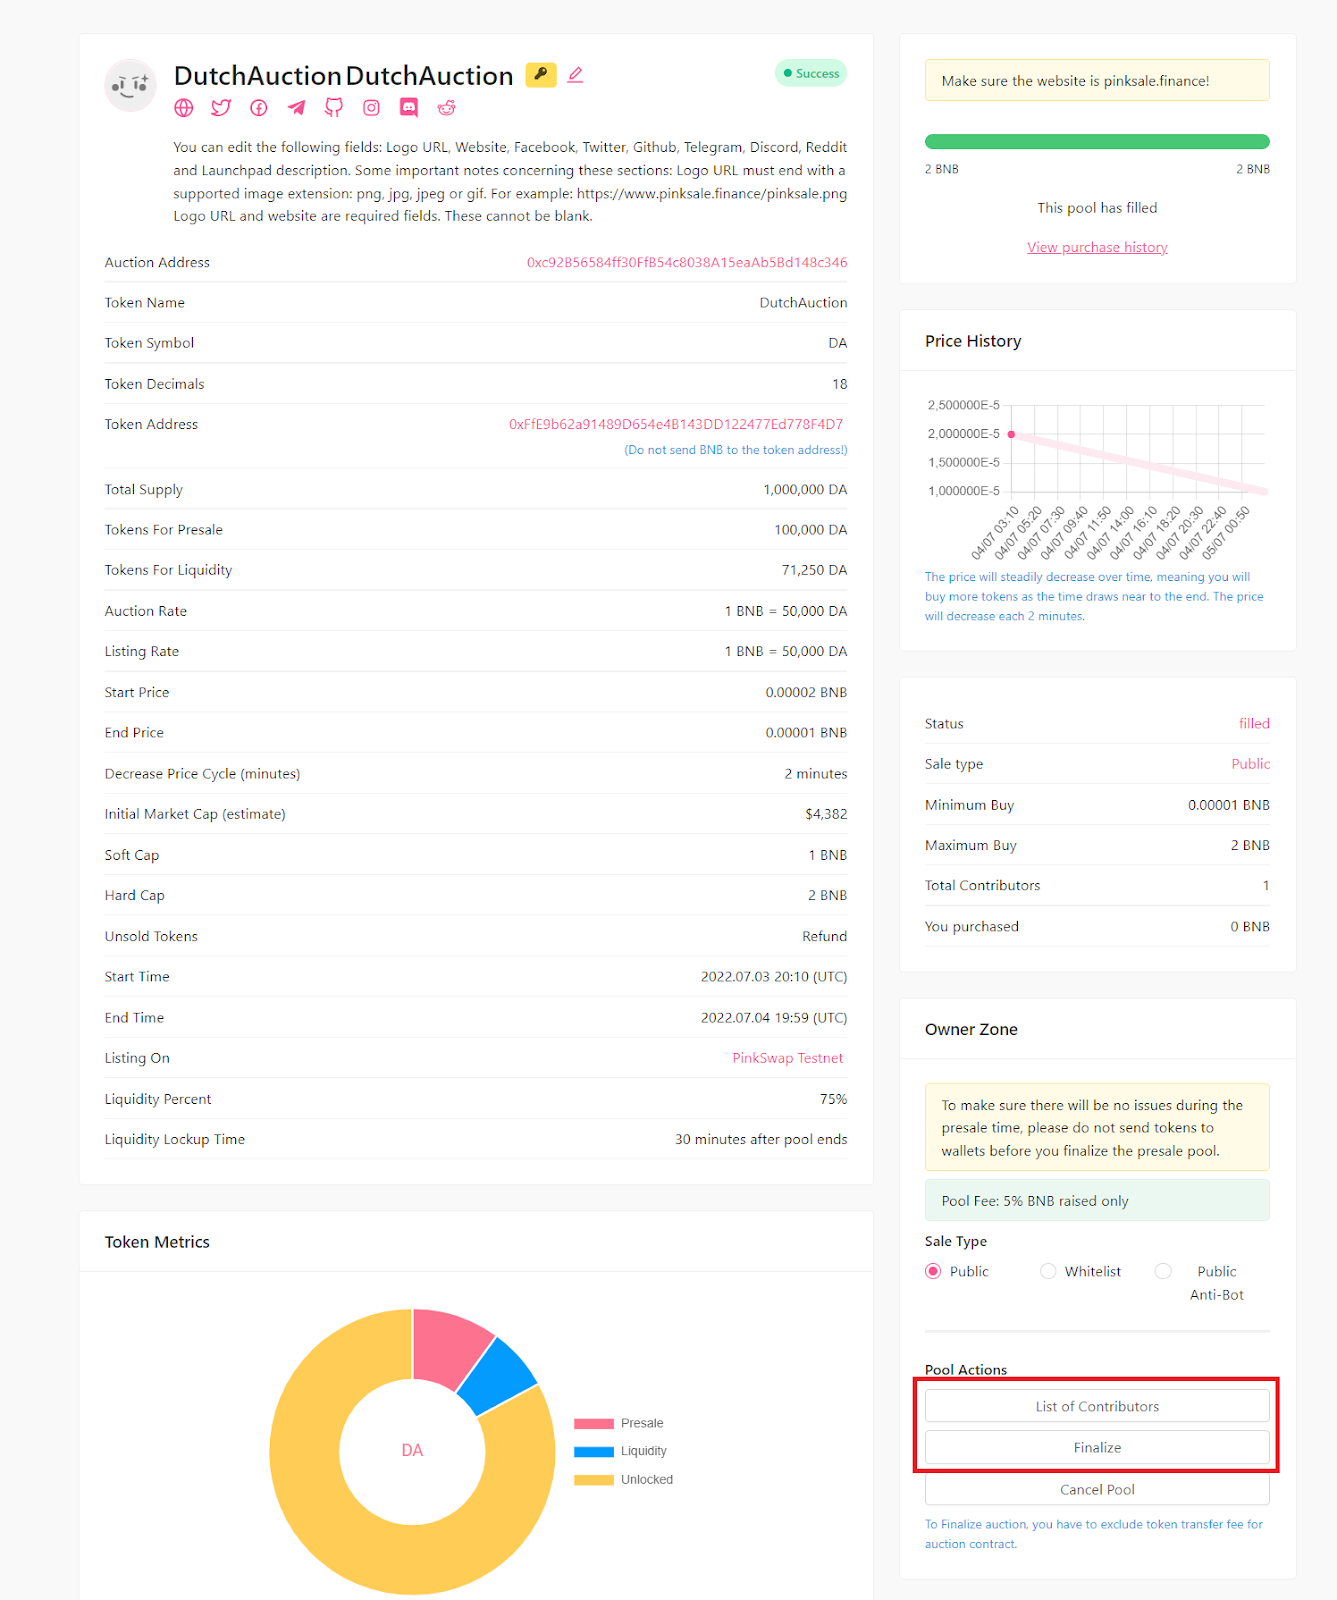 DutchAuction DutchAuction
Success
You can edit the following fields: Logo URL, Website, Facebook, Twitter, Github, Telegram, Discord, Reddit
and Launchpad description. Some important notes concerning these sections: Logo URL must end with a
supported image extension: png, jpg, jpeg or gif. For example: https://www.pinksale.finance/pinksale.png
Logo URL and website are required fields. These cannot be blank.
Auction Address 0xc92B56584ff30FfB54c8038A15eaAb5Bd148c346
Token Name DutchAuction
Token Symbol DA
Token Decimals 18
Token Address 0xFfE9b62a91489D654e4B143DD122477Ed778F4D7
(Do not send BNB to the token address!)
Total Supply 1,000,000 DA
Tokens For Presale 100,000 DA
Tokens For Liquidity 71,250 DA
Auction Rate 1 BNB = 50,000 DA
Listing Rate 1 BNB = 50,000 DA
Start Price 0.00002 BNB
End Price 0.00001 BNB
Decrease Price Cycle (minutes) 2 minutes
Initial Market Cap (estimate) $4,382
Soft Cap 1 BNB
Hard Cap 2 BNB
Unsold Tokens Refund
Start Time 2022.07.03 20:10 (UTC)
End Time 2022.07.04 19:59 (UTC)
Listing On PinkSwap Testnet
Liquidity Percent 75%
Liquidity Lockup Time 30 minutes after pool ends
Token Metrics
DA
Presale
Liquidity
Unlocked
Make sure the website is pinksale.finance!
2 BNB 2 BNB
This pool has filled
View purchase history
Price History
2,500000E-5
2,000000E-5
1,500000E-5
1,000000E-5
04/07 03:10
04/07 05:20
04/07 07:30
04/07 09:40
04/07 11:50
04/07 14:00
04/07 16:10
04/07 18:20
04/07 20:30
04/07 22:40
05/07 00:50
The price will steadily decrease over time, meaning you will
buy more tokens as the time draws near to the end. The price
will decrease each 2 minutes.
Status filled
Sale type Public
Minimum Buy 0.00001 BNB
Maximum Buy 2 BNB
Total Contributors 1
You purchased 0 BNB
Owner Zone
To make sure there will be no issues during the
presale time, please do not send tokens to
wallets before you finalize the presale pool.
Pool Fee: 5% BNB raised only
Sale Type
Public Whitelist Public
Anti-Bot
Pool Actions
List of Contributors
Finalize
Cancel Pool
To Finalize auction, you have to exclude token transfer fee for
auction contract.